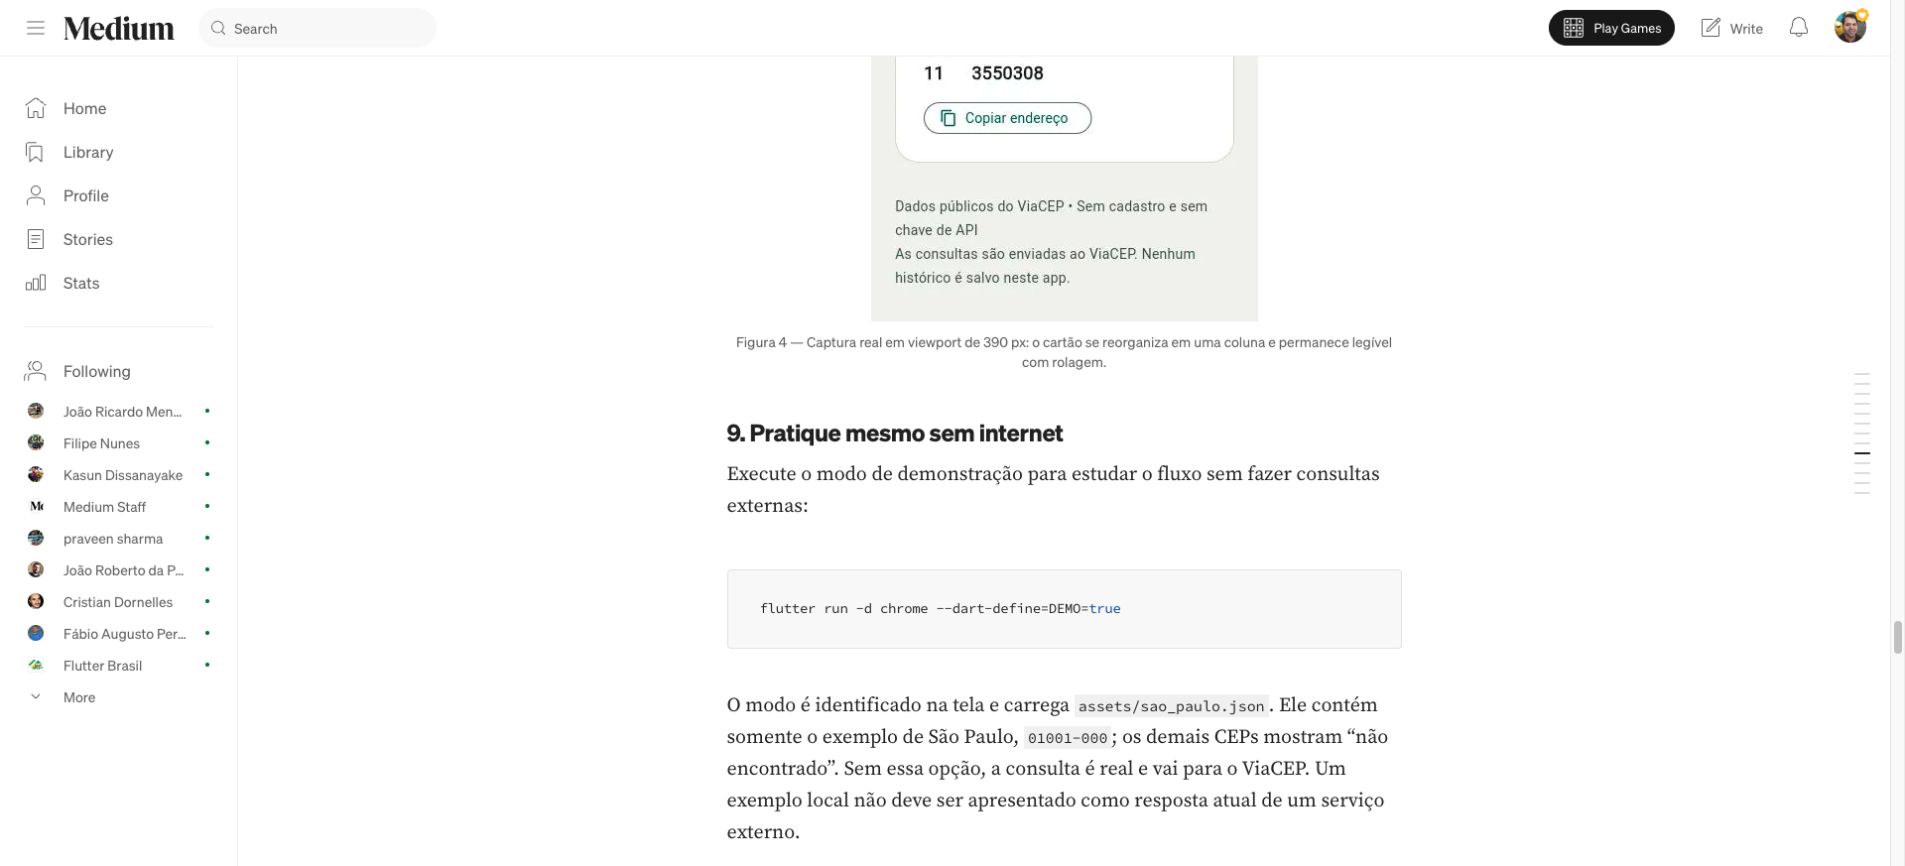 Medium
Search
Play Games
Write
Home
Library
Profile
Stories
Stats
Following
João Ricardo Men...
Filipe Nunes
Kasun Dissanayake
Medium Staff
praveen sharma
João Roberto da P...
Cristian Dornelles
Fábio Augusto Per...
Flutter Brasil
More
11 3550308
Copiar endereço
Dados públicos do ViaCEP • Sem cadastro e sem
chave de API
As consultas são enviadas ao ViaCEP. Nenhum
histórico é salvo neste app.
Figura 4 — Captura real em viewport de 390 px: o cartão se reorganiza em uma coluna e permanece legível
com rolagem.
9. Pratique mesmo sem internet
Execute o modo de demonstração para estudar o fluxo sem fazer consultas
externas:
flutter run -d chrome --dart-define=DEMO=true
O modo é identificado na tela e carrega assets/sao_paulo.json. Ele contém
somente o exemplo de São Paulo, 01001-000; os demais CEPs mostram “não
encontrado”. Sem essa opção, a consulta é real e vai para o ViaCEP. Um
exemplo local não deve ser apresentado como resposta atual de um serviço
externo.